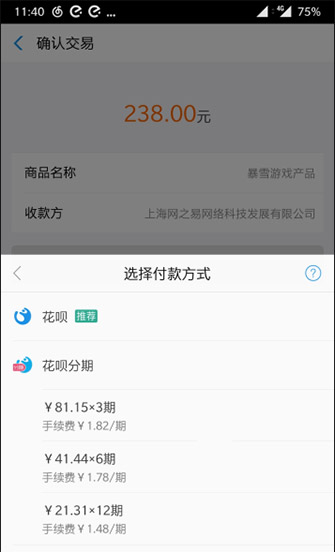 11:40 ... 4G 75%
确认交易
238.00元
商品名称 暴雪游戏产品
收款方 上海网之易网络科技发展有限公司
选择付款方式 ?
花呗 推荐
花呗分期
¥81.15×3期
手续费¥1.82/期
¥41.44×6期
手续费¥1.78/期
¥21.31×12期
手续费¥1.48/期